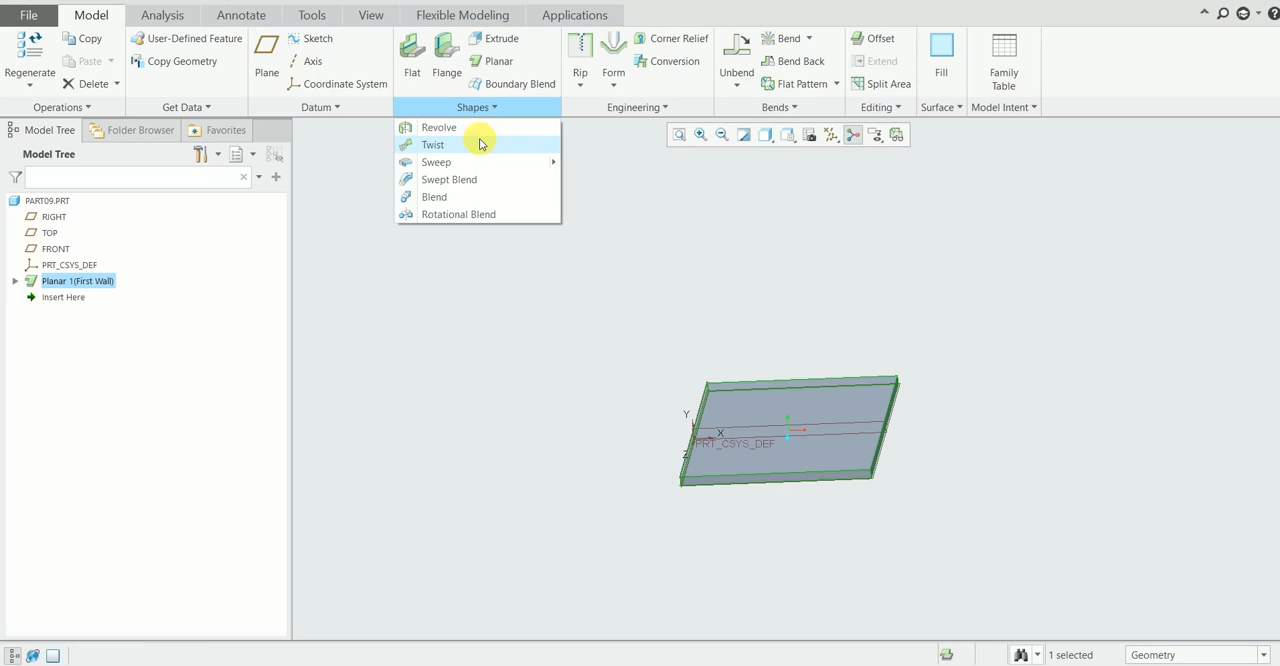 File Model Analysis Annotate Tools View Flexible Modeling Applications
Regenerate
Copy
Paste
Delete
Operations
User-Defined Feature
Copy Geometry
Get Data
Plane
Sketch
Axis
Coordinate System
Datum
Flat
Flange
Extrude
Planar
Boundary Blend
Shapes
Rip
Form
Corner Relief
Conversion
Engineering
Unbend
Bend
Bend Back
Flat Pattern
Bends
Offset
Extend
Split Area
Editing
Fill
Surface
Family
Table
Model Intent
Revolve
Twist
Sweep
Swept Blend
Blend
Rotational Blend
Model Tree Folder Browser Favorites
Model Tree
PART09.PRT
RIGHT
TOP
FRONT
PRT_CSYS_DEF
Planar 1(First Wall)
Insert Here
Y
X
PRT_CSYS_DEF
Z
1 selected
Geometry